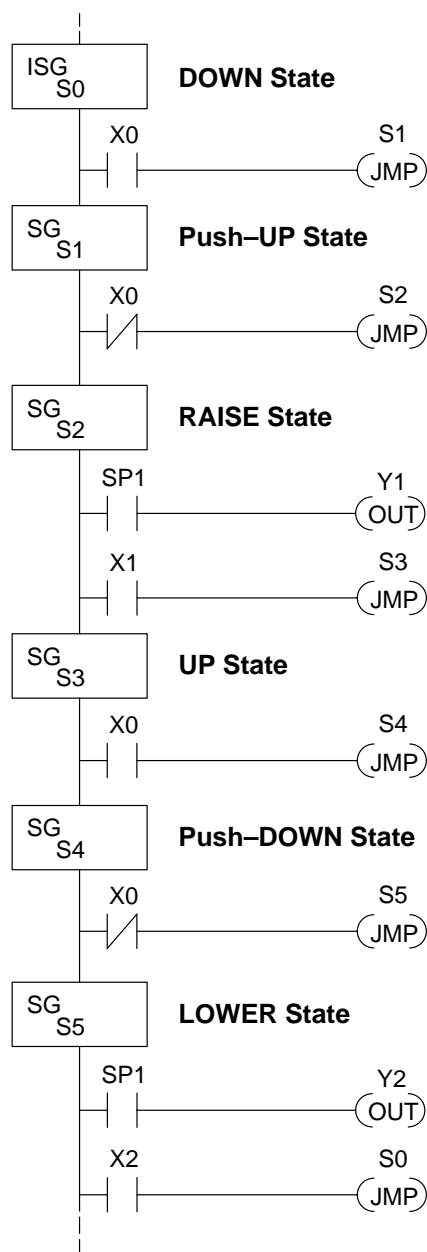 ISG
S0
DOWN State
X0
S1
JMP
SG
S1
Push–UP State
X0
S2
JMP
SG
S2
RAISE State
SP1
Y1
OUT
X1
S3
JMP
SG
S3
UP State
X0
S4
JMP
SG
S4
Push–DOWN State
X0
S5
JMP
SG
S5
LOWER State
SP1
Y2
OUT
X2
S0
JMP